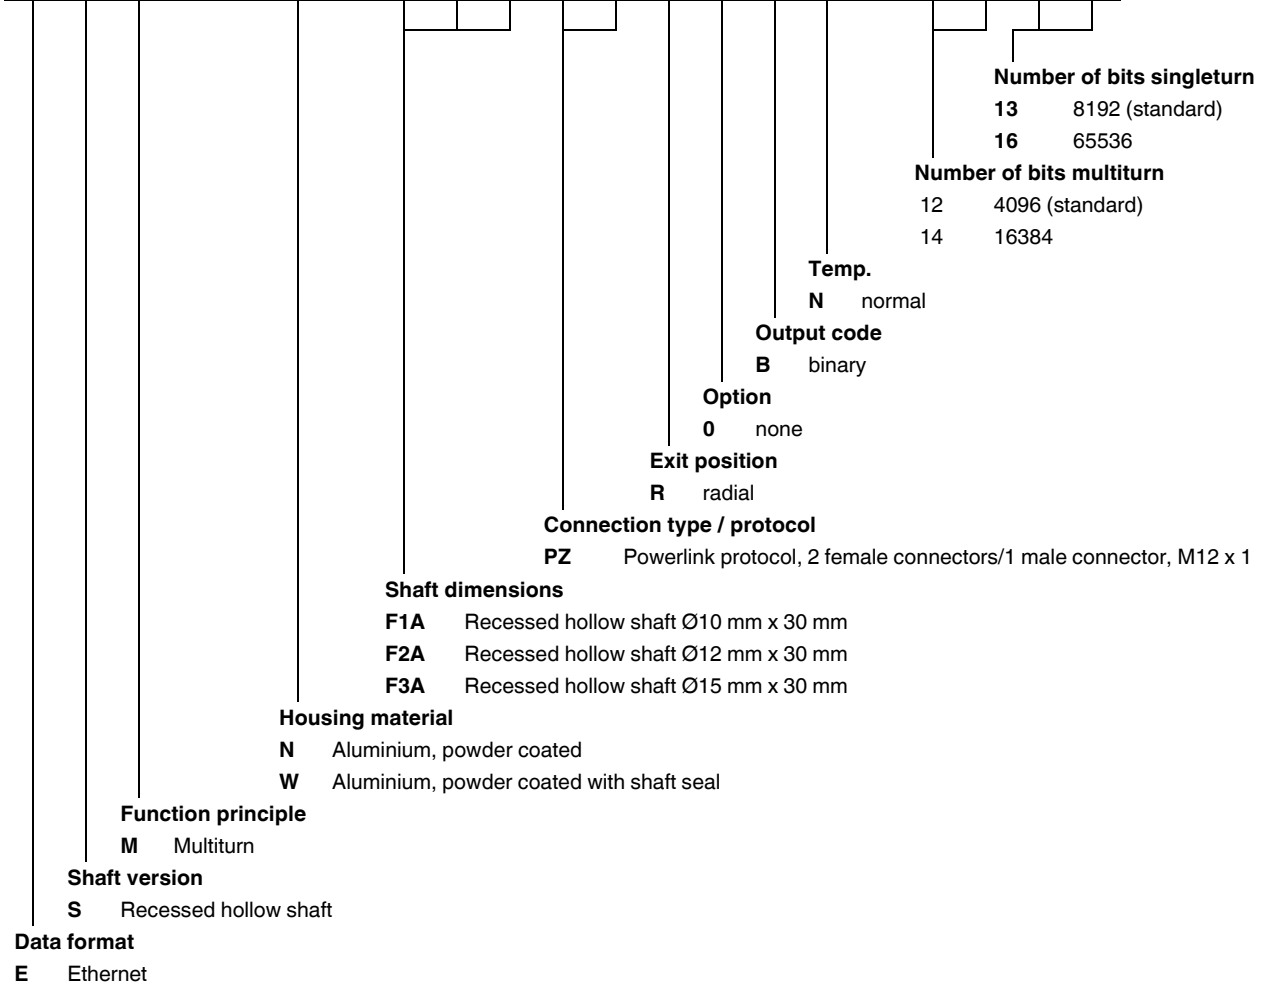 Number of bits singleturn
13 8192 (standard)
16 65536
Number of bits multiturn
12 4096 (standard)
14 16384
Temp.
N normal
Output code
B binary
Option
0 none
Exit position
R radial
Connection type / protocol
PZ Powerlink protocol, 2 female connectors/1 male connector, M12 x 1
Shaft dimensions
F1A Recessed hollow shaft Ø10 mm x 30 mm
F2A Recessed hollow shaft Ø12 mm x 30 mm
F3A Recessed hollow shaft Ø15 mm x 30 mm
Housing material
N Aluminium, powder coated
W Aluminium, powder coated with shaft seal
Function principle
M Multiturn
Shaft version
S Recessed hollow shaft
Data format
E Ethernet